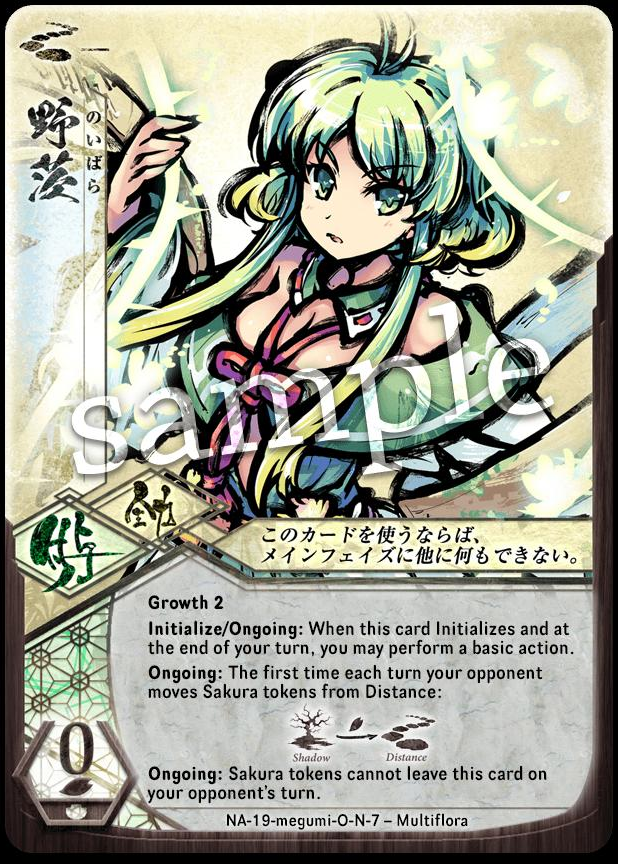 野茨
のいばら
sample
このカードを使うならば、
メインフェイズに他に何もできない。
Growth 2
Initialize/Ongoing: When this card Initializes and at
the end of your turn, you may perform a basic action.
Ongoing: The first time each turn your opponent
moves Sakura tokens from Distance:
Shadow
Distance
Ongoing: Sakura tokens cannot leave this card on
your opponent's turn.
0
NA-19-megumi-O-N-7 – Multiflora